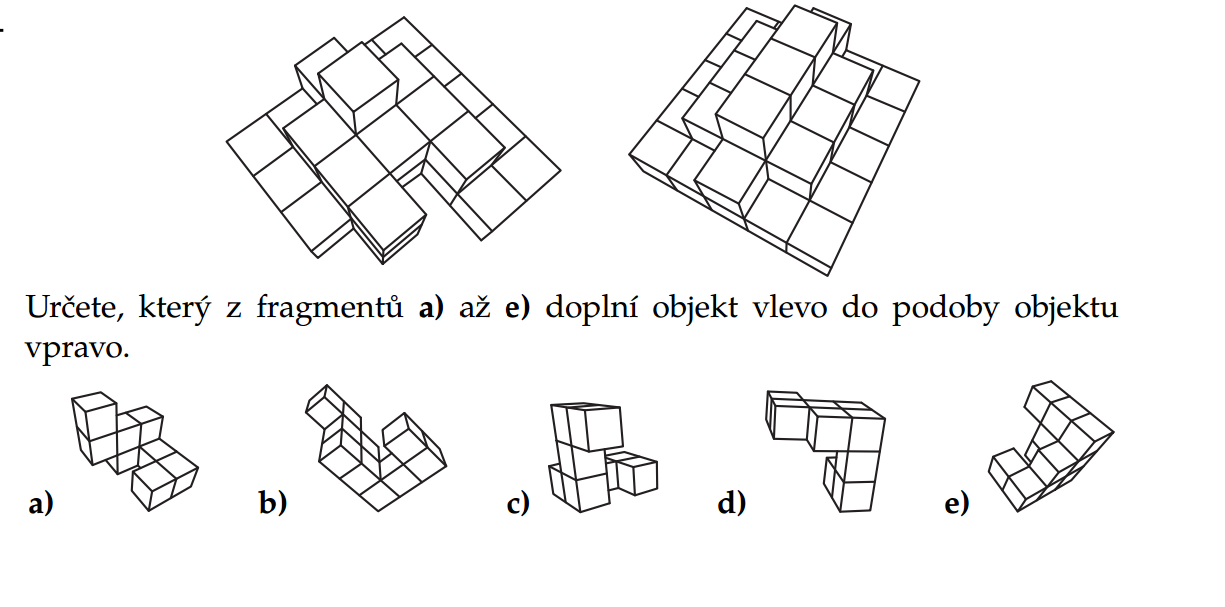 Určete, který z fragmentů a) až e) doplní objekt vlevo do podoby objektu
vpravo.
a) b) c) d) e)